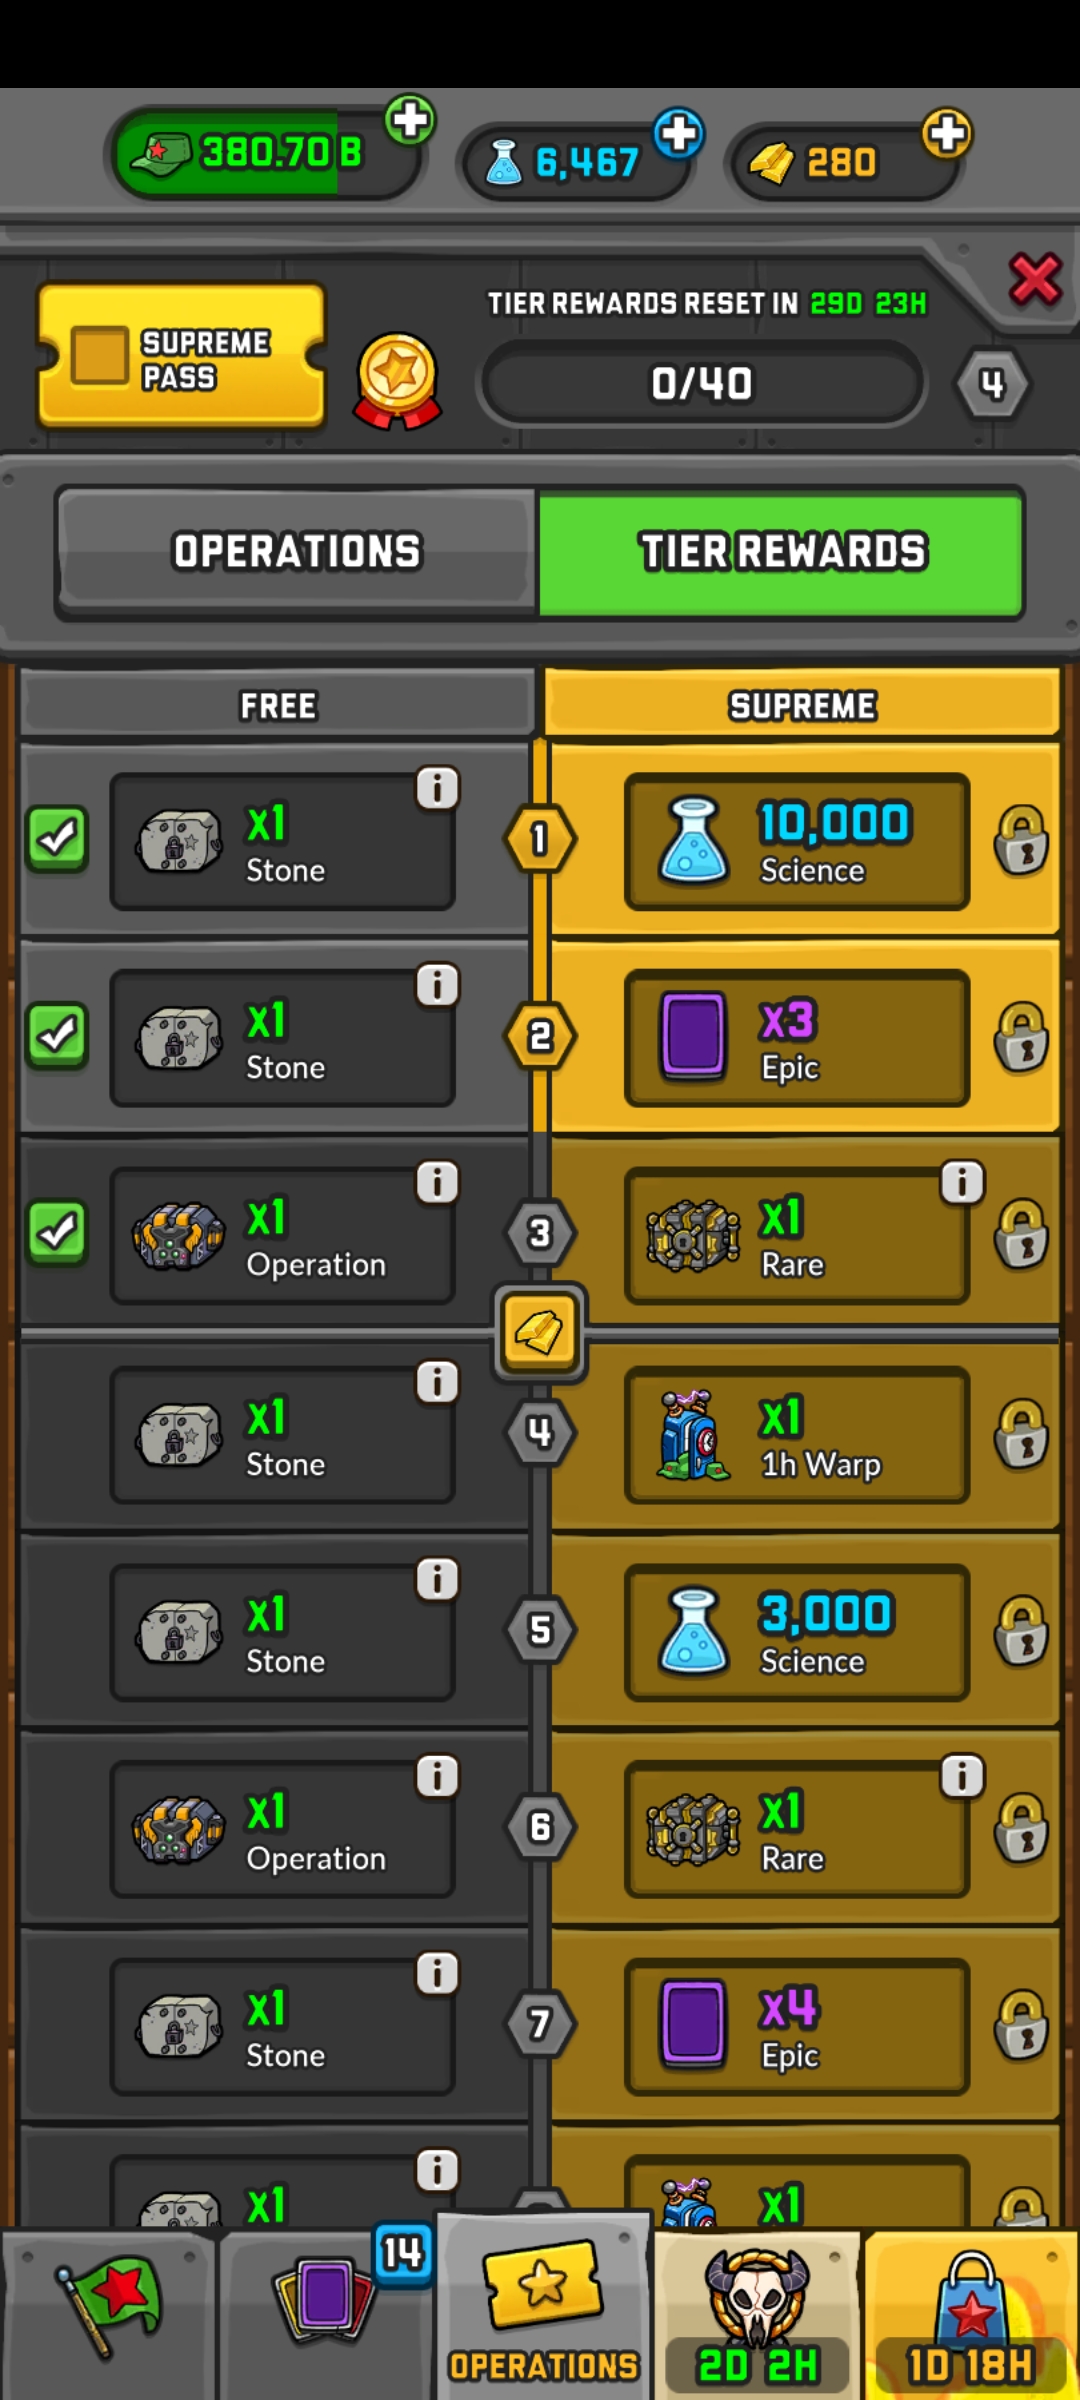 380.70 B
6,467
280
TIER REWARDS RESET IN 29D 23H
SUPREME
PASS
0/40
4
OPERATIONS
TIER REWARDS
FREE
SUPREME
x1
Stone
i
1
10,000
Science
x1
Stone
i
2
x3
Epic
x1
Operation
i
3
x1
Rare
i
x1
Stone
i
4
x1
1h Warp
x1
Stone
i
5
3,000
Science
x1
Operation
i
6
x1
Rare
i
x1
Stone
i
7
x4
Epic
x1
i
x1
14
OPERATIONS
2D 2H
1D 18H